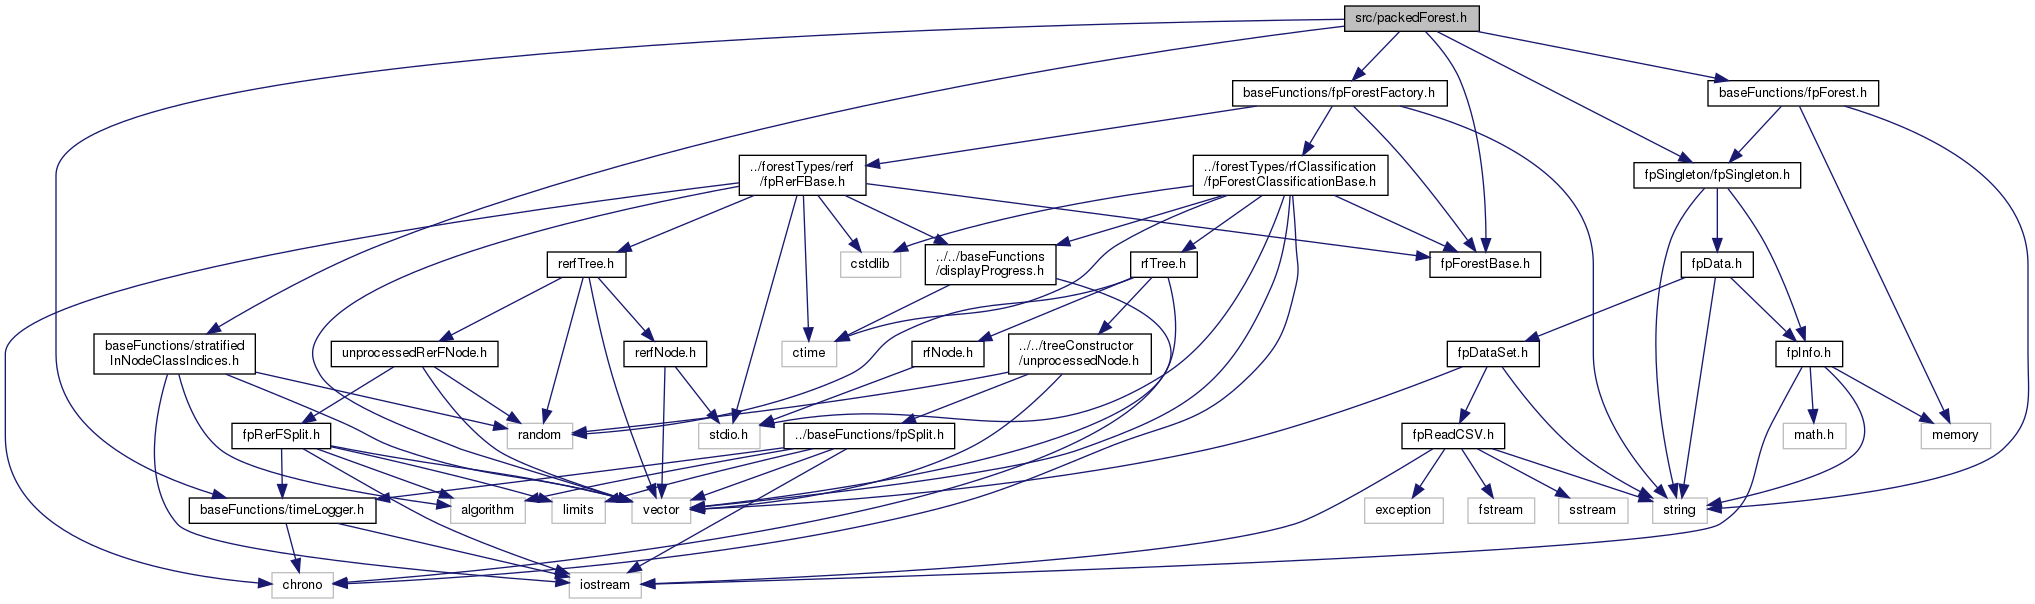 src/packedForest.h
baseFunctions/fpForestFactory.h
baseFunctions/fpForest.h
../forestTypes/rerf
/fpRerFBase.h
../forestTypes/rfClassification
/fpForestClassificationBase.h
fpSingleton/fpSingleton.h
rerfTree.h
cstdlib
../../baseFunctions
/displayProgress.h
rfTree.h
fpForestBase.h
fpData.h
baseFunctions/stratified
InNodeClassIndices.h
unprocessedRerFNode.h
rerfNode.h
ctime
rfNode.h
../../treeConstructor
/unprocessedNode.h
fpDataSet.h
fpInfo.h
fpRerFSplit.h
random
stdio.h
../baseFunctions/fpSplit.h
fpReadCSV.h
math.h
memory
baseFunctions/timeLogger.h
algorithm
limits
vector
exception
fstream
sstream
string
chrono
iostream